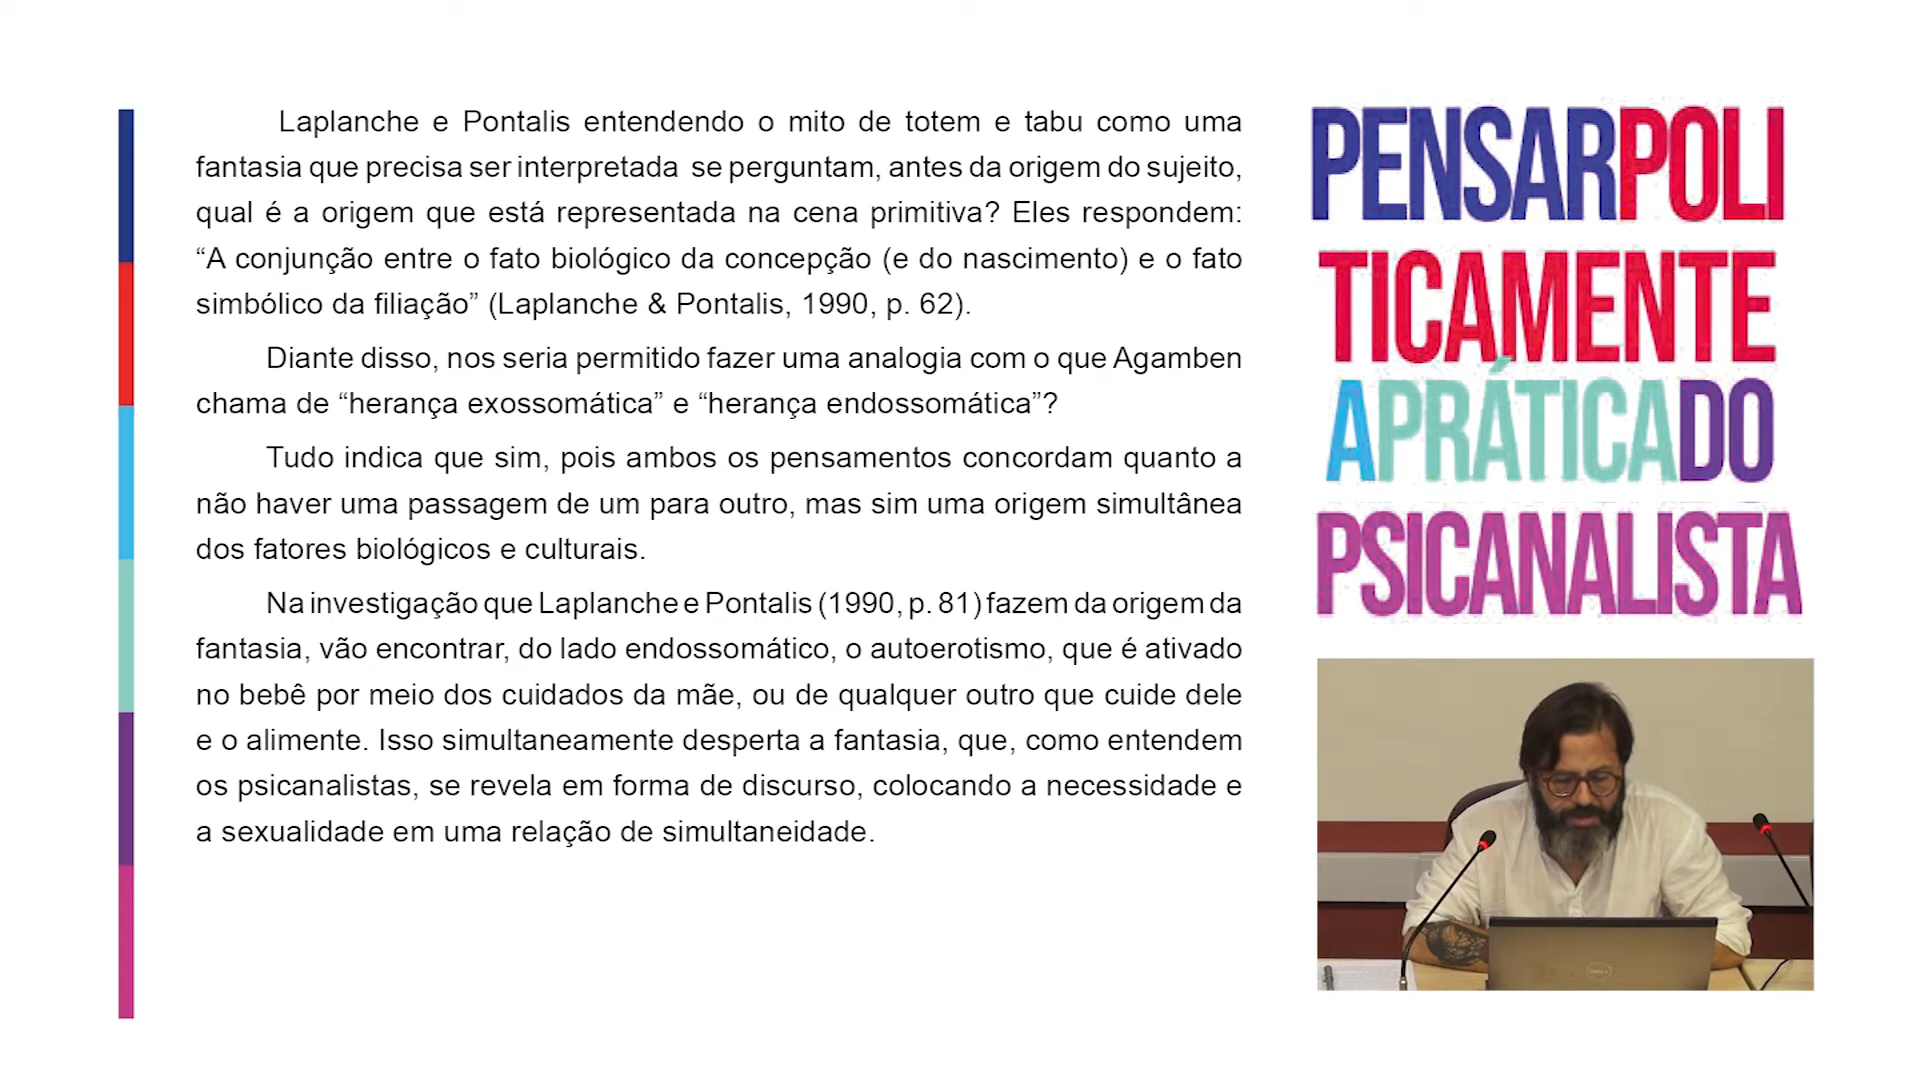 Laplanche e Pontalis entendendo o mito de totem e tabu como uma
fantasia que precisa ser interpretada se perguntam, antes da origem do sujeito,
qual é a origem que está representada na cena primitiva? Eles respondem:
“A conjunção entre o fato biológico da concepção (e do nascimento) e o fato
simbólico da filiação” (Laplanche & Pontalis, 1990, p. 62).
Diante disso, nos seria permitido fazer uma analogia com o que Agamben
chama de “herança exossomática” e “herança endossomática”?
Tudo indica que sim, pois ambos os pensamentos concordam quanto a
não haver uma passagem de um para outro, mas sim uma origem simultânea
dos fatores biológicos e culturais.
Na investigação que Laplanche e Pontalis (1990, p. 81) fazem da origem da
fantasia, vão encontrar, do lado endossomático, o autoerotismo, que é ativado
no bebê por meio dos cuidados da mãe, ou de qualquer outro que cuide dele
e o alimente. Isso simultaneamente desperta a fantasia, que, como entendem
os psicanalistas, se revela em forma de discurso, colocando a necessidade e
a sexualidade em uma relação de simultaneidade.
PENSARPOLI
TICAMENTE
APRÁTICADO
PSICANALISTA
DELL